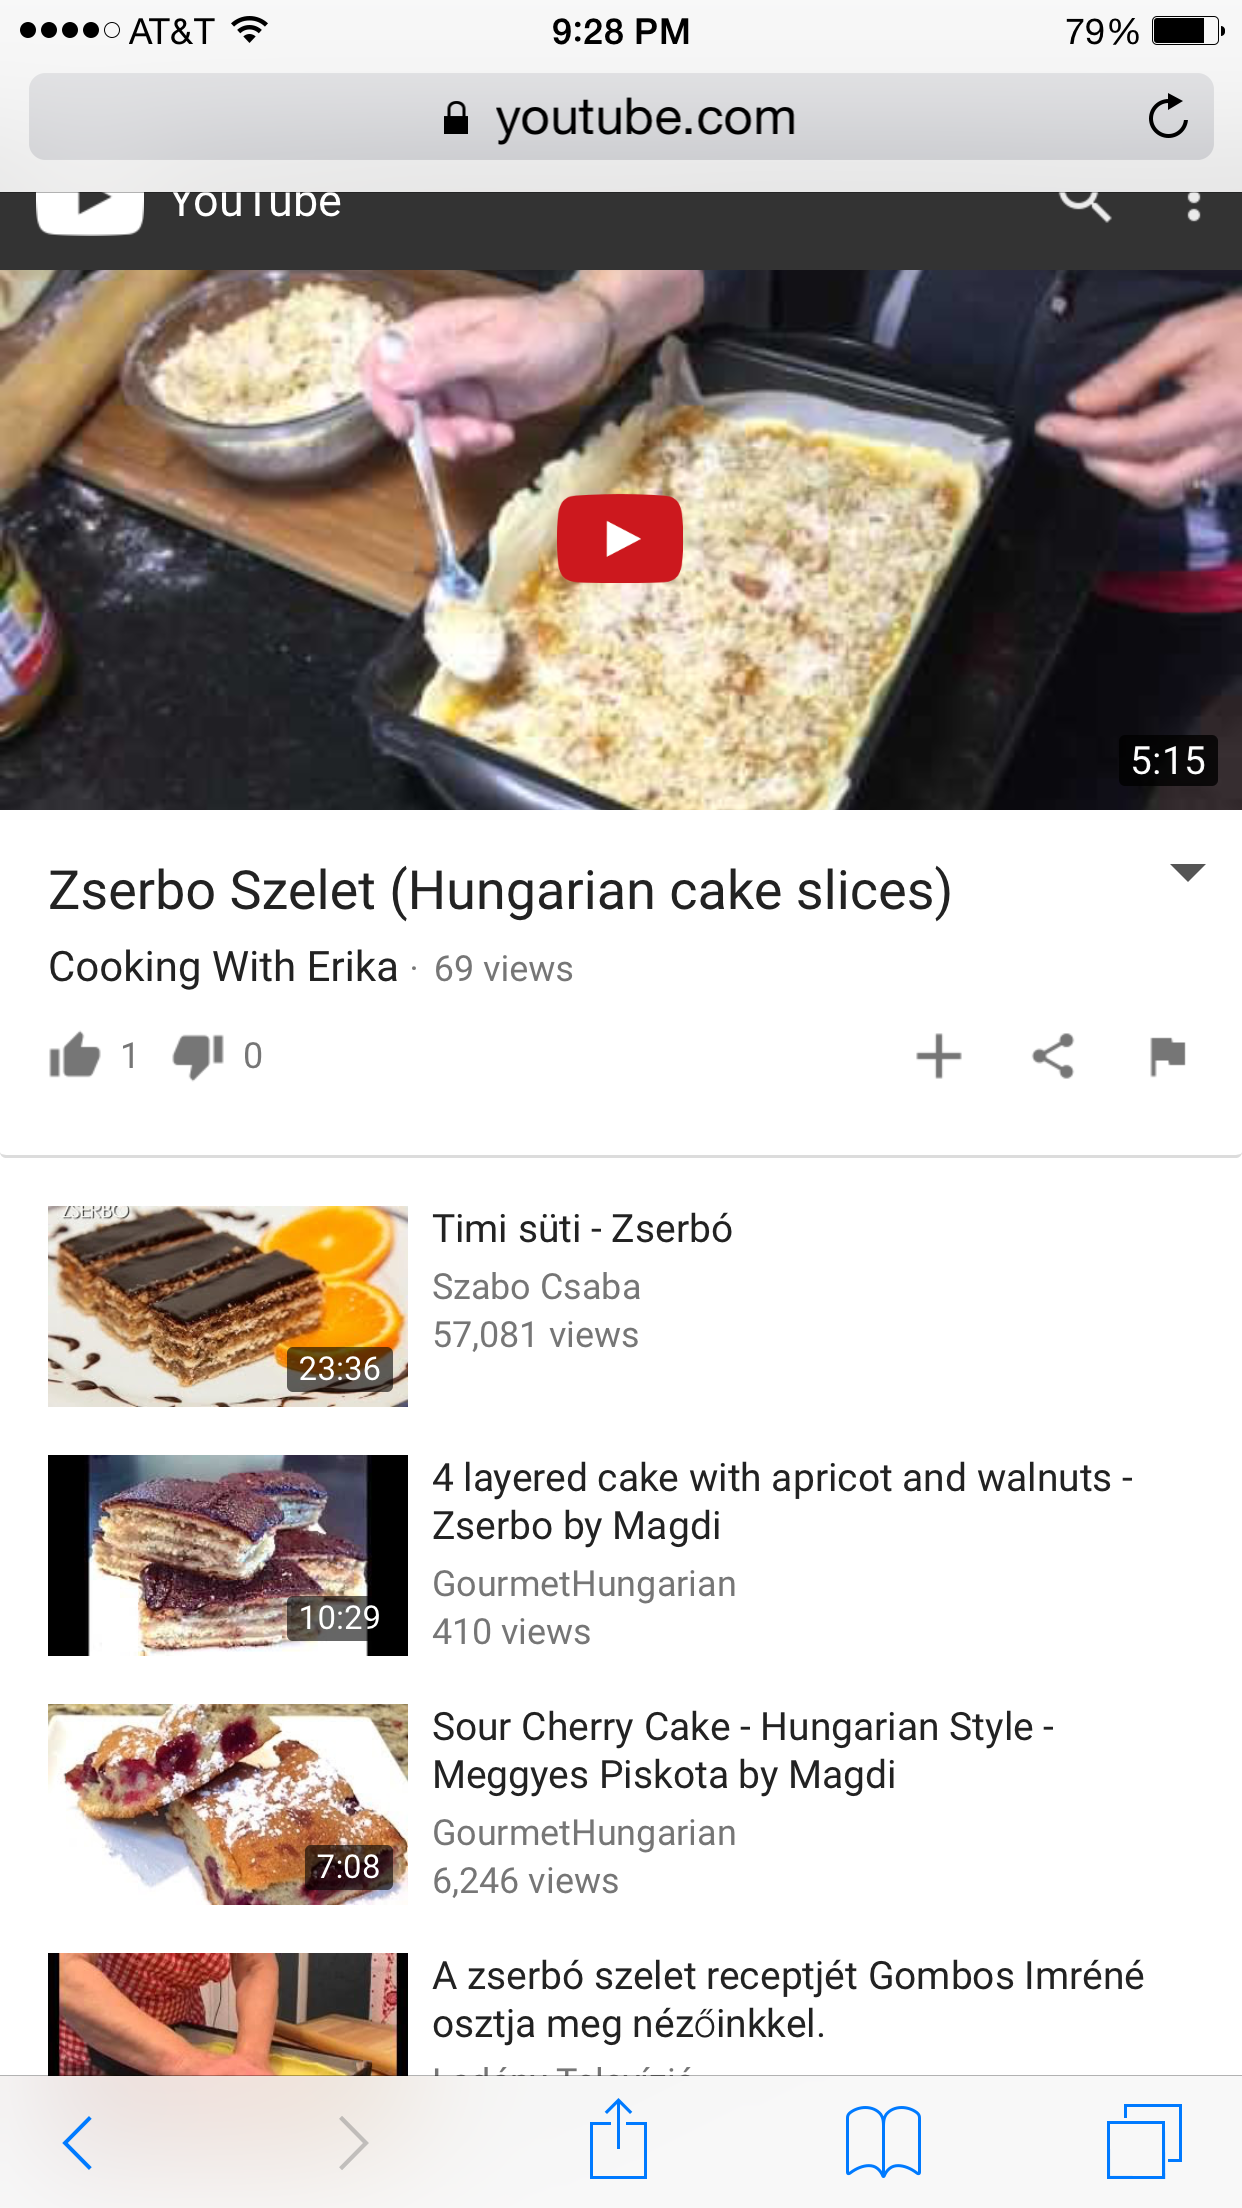 AT&T 9:28 PM 79%
youtube.com
YouTube
5:15
Zserbo Szelet (Hungarian cake slices)
Cooking With Erika · 69 views
1 0
ZSERBO
23:36
Timi süti - Zserbó
Szabo Csaba
57,081 views
10:29
4 layered cake with apricot and walnuts -
Zserbo by Magdi
GourmetHungarian
410 views
7:08
Sour Cherry Cake - Hungarian Style -
Meggyes Piskota by Magdi
GourmetHungarian
6,246 views
A zserbó szelet receptjét Gombos Imréné
osztja meg nézőinkkel.